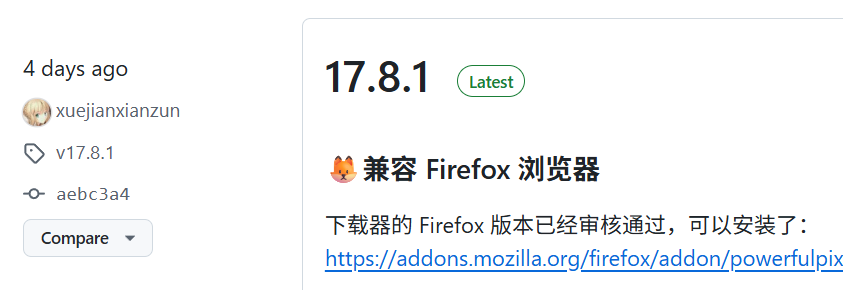 4 days ago
xuejianxianzun
v17.8.1
aebc3a4
Compare
17.8.1 Latest
🦊兼容 Firefox 浏览器
下载器的 Firefox 版本已经审核通过，可以安装了：
https://addons.mozilla.org/firefox/addon/powerfulpix